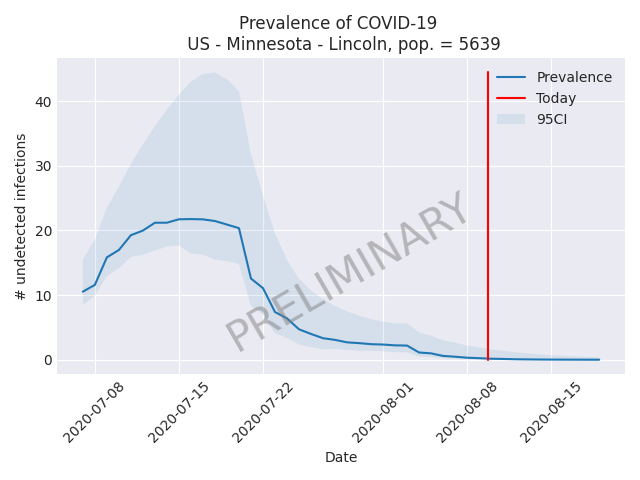 Prevalence of COVID-19
US - Minnesota - Lincoln, pop. = 5639
Prevalence
Today
95CI
# undetected infections
40
30
20
10
0
PRELIMINARY
2020-07-08
2020-07-15
2020-07-22
2020-08-01
2020-08-08
2020-08-15
Date